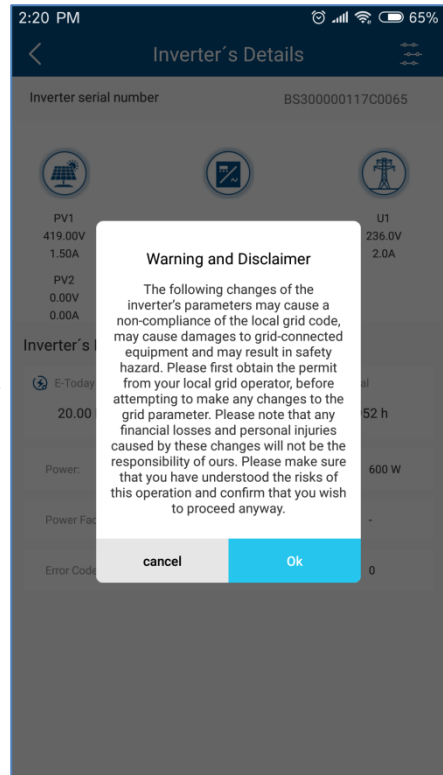 2:20 PM 65%
Inverter´s Details
Inverter serial number BS300000117C0065
PV1 U1
419.00V 236.0V
1.50A 2.0A
PV2
0.00V
0.00A
Warning and Disclaimer
The following changes of the
inverter's parameters may cause a
non-compliance of the local grid code,
may cause damages to grid-connected
equipment and may result in safety
hazard. Please first obtain the permit
from your local grid operator, before
attempting to make any changes to the
grid parameter. Please note that any
financial losses and personal injuries
caused by these changes will not be the
responsibility of ours. Please make sure
that you have understood the risks of
this operation and confirm that you wish
to proceed anyway.
cancel Ok
Inverter´s
E-Today
20.00 52 h
Power: 600 W
Power Fac -
Error Code 0